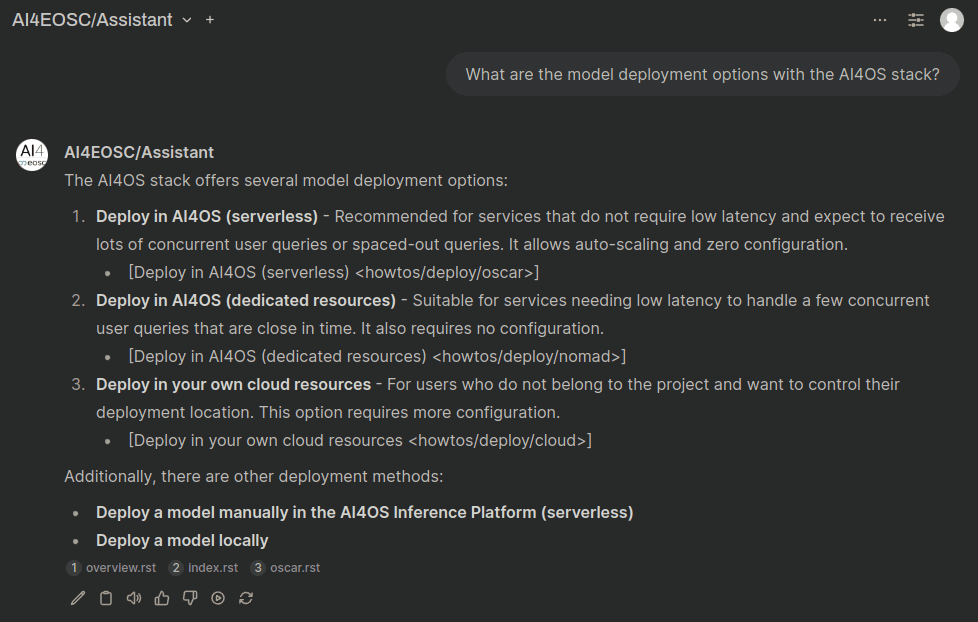 AI4EOSC/Assistant
What are the model deployment options with the AI4OS stack?
AI4
eosc
AI4EOSC/Assistant
The AI4OS stack offers several model deployment options:
1. Deploy in AI4OS (serverless) - Recommended for services that do not require low latency and expect to receive
lots of concurrent user queries or spaced-out queries. It allows auto-scaling and zero configuration.
• [Deploy in AI4OS (serverless) <howtos/deploy/oscar>]
2. Deploy in AI4OS (dedicated resources) - Suitable for services needing low latency to handle a few concurrent
user queries that are close in time. It also requires no configuration.
• [Deploy in AI4OS (dedicated resources) <howtos/deploy/nomad>]
3. Deploy in your own cloud resources - For users who do not belong to the project and want to control their
deployment location. This option requires more configuration.
• [Deploy in your own cloud resources <howtos/deploy/cloud>]
Additionally, there are other deployment methods:
• Deploy a model manually in the AI4OS Inference Platform (serverless)
• Deploy a model locally
1 overview.rst 2 index.rst 3 oscar.rst